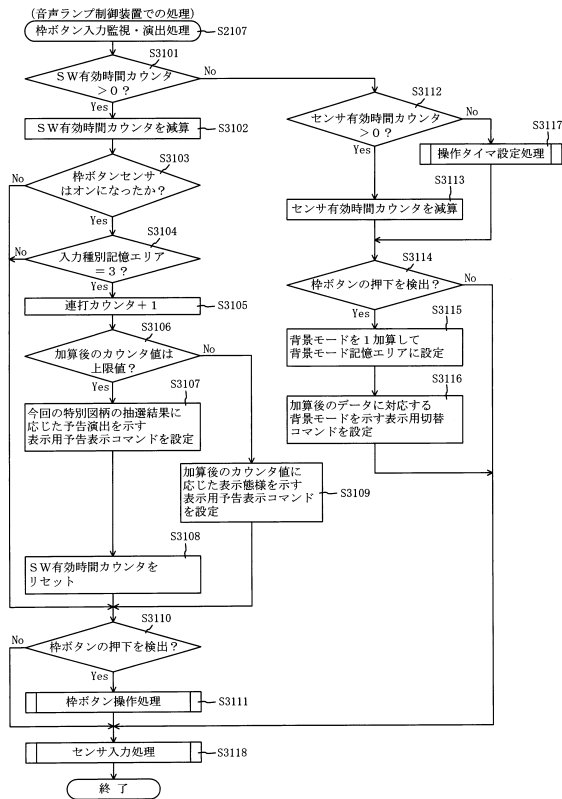 (音声ランプ制御装置での処理)
枠ボタン入力監視・演出処理
S2107
S3101
SW有効時間カウンタ
>0?
No
Yes
SW有効時間カウンタを減算
S3102
S3103
枠ボタンセンサ
はオンになったか?
No
Yes
S3104
入力種別記憶エリア
=3?
No
Yes
連打カウンタ+1
S3105
S3106
加算後のカウンタ値は
上限値?
No
Yes
S3107
今回の特別図柄の抽選結果に
応じた予告演出を示す
表示用予告表示コマンドを設定
加算後のカウンタ値に
応じた表示態様を示す
表示用予告表示コマンド
を設定
S3109
S3108
SW有効時間カウンタを
リセット
S3110
枠ボタンの押下を検出?
No
Yes
枠ボタン操作処理
S3111
センサ入力処理
S3118
終了
S3112
センサ有効時間カウンタ
>0?
No
Yes
S3117
操作タイマ設定処理
S3113
センサ有効時間カウンタを減算
S3114
枠ボタンの押下を検出?
No
Yes
S3115
背景モードを1加算して
背景モード記憶エリアに設定
S3116
加算後のデータに対応する
背景モードを示す表示用切替
コマンドを設定